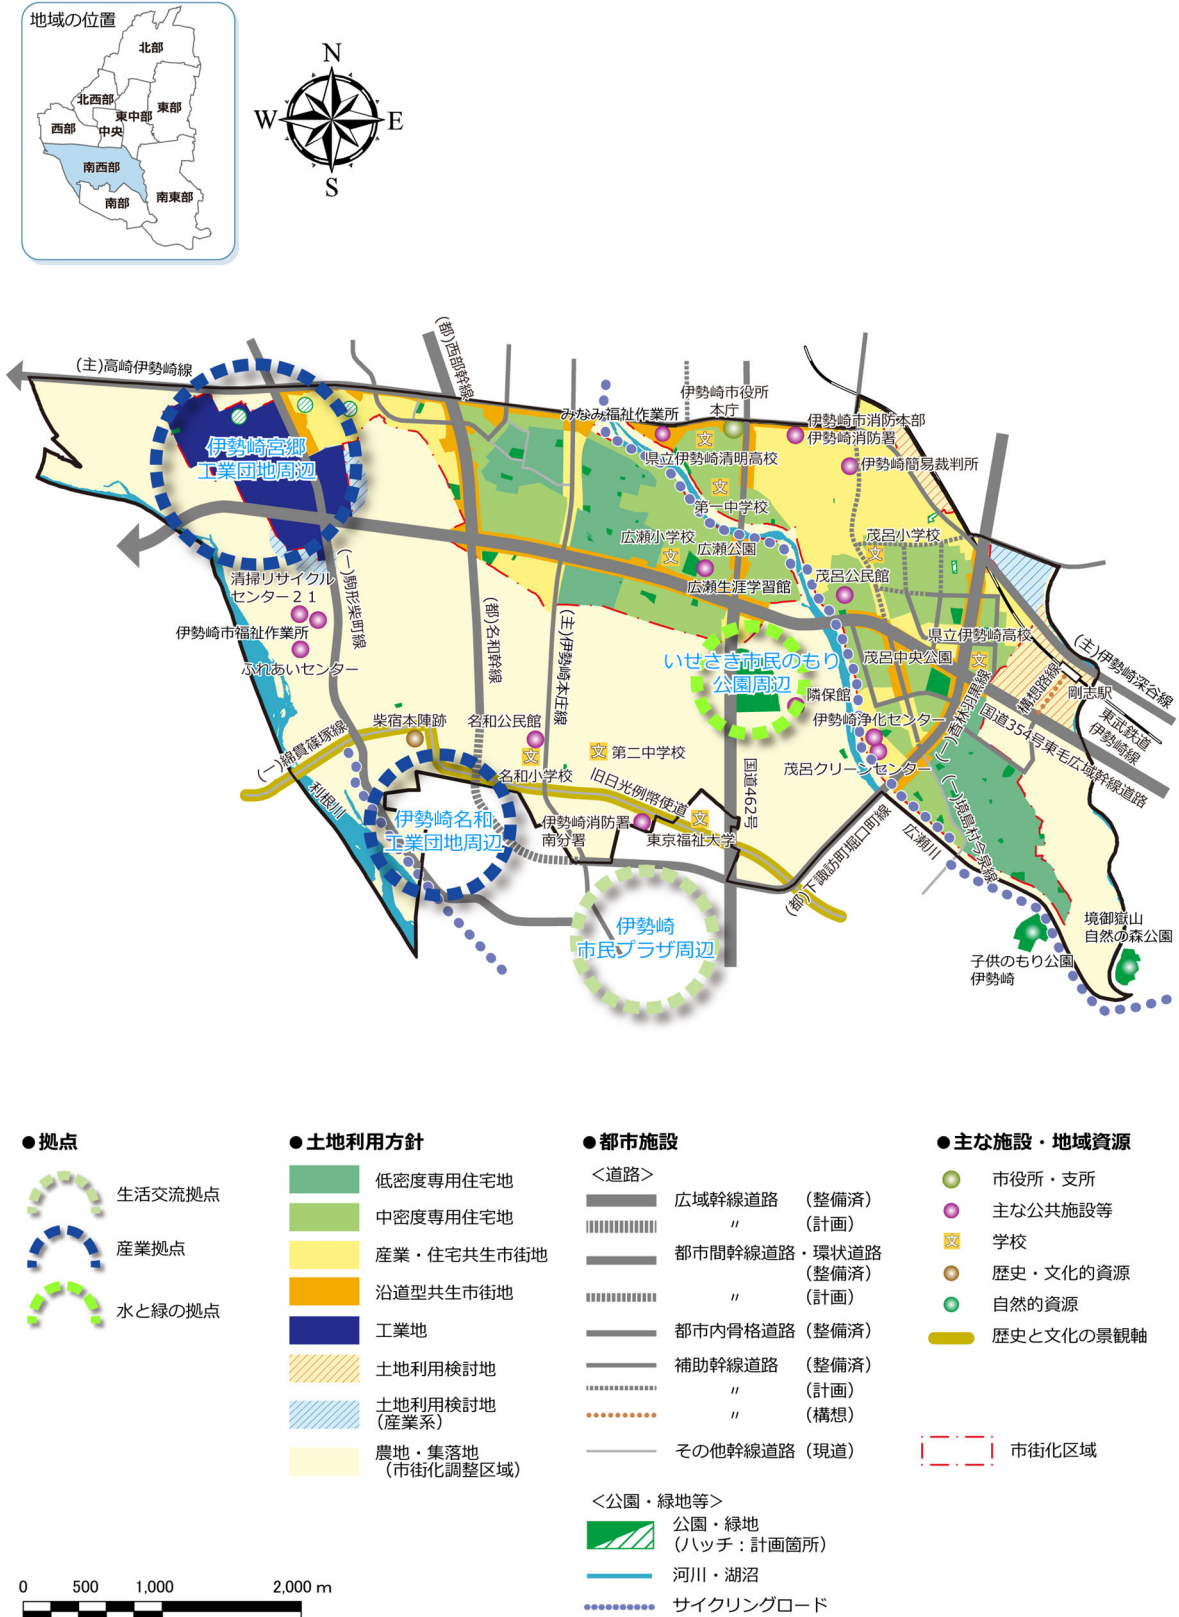 地域の位置
北部
北西部
東中部
東部
西部
中央
南西部
南部
南東部
N
W
E
S
(主)高崎伊勢崎線
(都)西部幹線
伊勢崎市役所
本庁
みなみ福祉作業所
伊勢崎市消防本部
伊勢崎消防署
県立伊勢崎清明高校
伊勢崎簡易裁判所
伊勢崎宮郷
工業団地周辺
文
文
第一中学校
広瀬小学校
文
広瀬公園
茂呂小学校
文
広瀬生涯学習館
茂呂公民館
清掃リサイクル
センター２１
(一)駒形柴町線
伊勢崎市福祉作業所
ふれあいセンター
(都)名和幹線
(主)伊勢崎本庄線
県立伊勢崎高校
文
茂呂中央公園
(主)伊勢崎深谷線
いせさき市民のもり
公園周辺
構想路線
剛志駅
隣保館
(一)香林羽黒線
国道354号東毛広域幹線道路
東武鉄道
伊勢崎線
伊勢崎浄化センター
茂呂クリーンセンター
柴宿本陣跡
名和公民館
(一)綿貫篠塚線
文
名和小学校
文
第二中学校
旧日光例幣使道
国道462号
利根川
伊勢崎名和
工業団地周辺
伊勢崎消防署
南分署
文
東京福祉大学
(都)下諏訪町堀口町線
広瀬川
(一)境島村今泉線
伊勢崎
市民プラザ周辺
境御嶽山
自然の森公園
子供のもり公園
伊勢崎
●拠点
生活交流拠点
産業拠点
水と緑の拠点
●土地利用方針
低密度専用住宅地
中密度専用住宅地
産業・住宅共生市街地
沿道型共生市街地
工業地
土地利用検討地
土地利用検討地
（産業系）
農地・集落地
（市街化調整区域）
●都市施設
＜道路＞
広域幹線道路 （整備済）
〃 （計画）
都市間幹線道路・環状道路
（整備済）
〃 （計画）
都市内骨格道路（整備済）
補助幹線道路 （整備済）
〃 （計画）
〃 （構想）
その他幹線道路（現道）
＜公園・緑地等＞
公園・緑地
（ハッチ：計画箇所）
河川・湖沼
サイクリングロード
●主な施設・地域資源
市役所・支所
主な公共施設等
文 学校
歴史・文化的資源
自然的資源
歴史と文化の景観軸
市街化区域
0 500 1,000 2,000 m